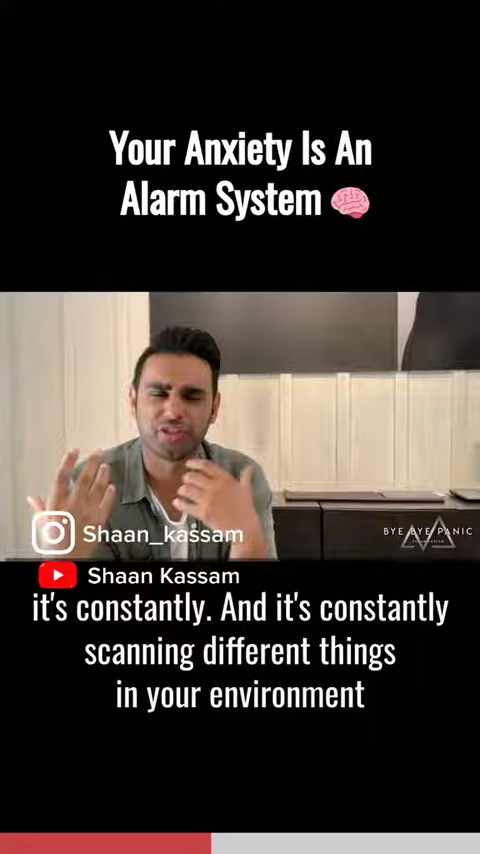 Your Anxiety Is An
Alarm System
Shaan_kassam
BYE BYE PANIC
Shaan Kassam
it's constantly. And it's constantly
scanning different things
in your environment